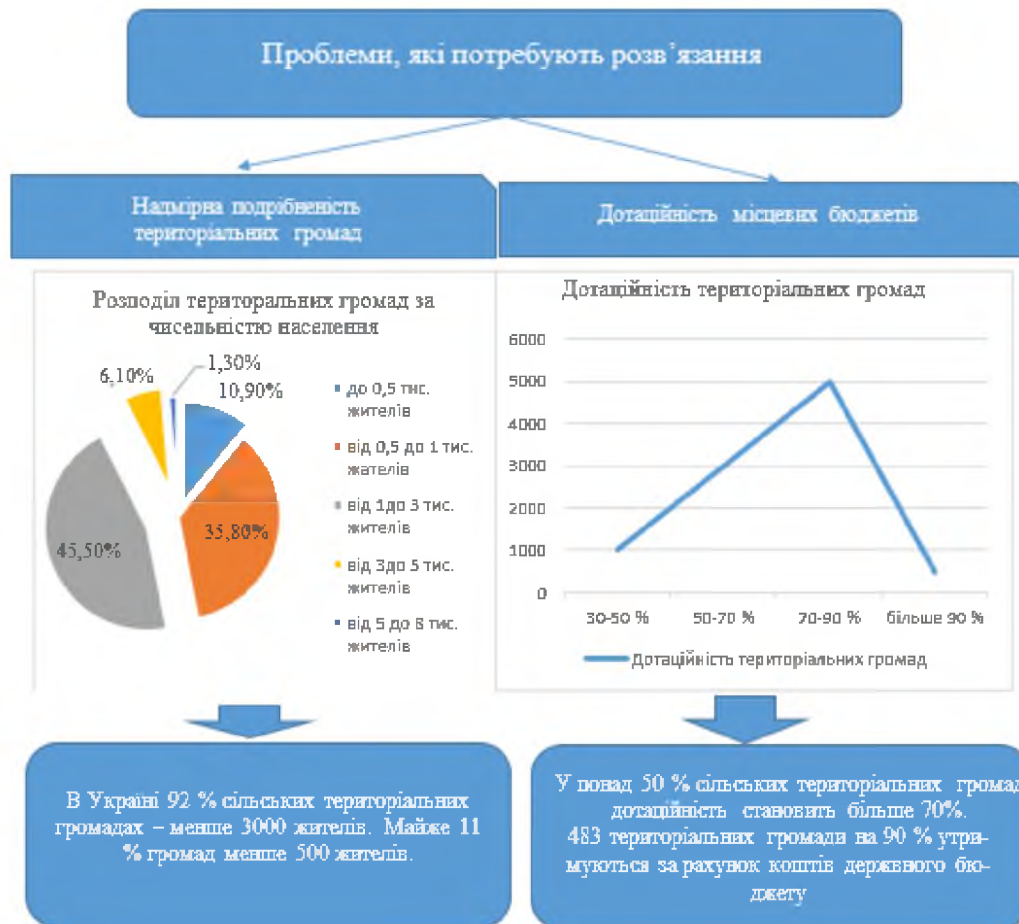 Проблеми, які потребують розв’язання
Надмірва подрібненість
територіальних громад
Дотаційність місцевих бюджетів
Розподіл територальних громад за
чисельністю населення
1,30%
6,10%
10,90%
35,80%
45,50%
до 0,5 тис.
жителів
від 0,5 до 1 тис.
жателів
від 1до 3 тис.
жителів
від 3до 5 тис.
жителів
від 5 до 8 тис.
жителів
Дотаційність територіальних громад
6000
5000
4000
3000
2000
1000
0
30-50 %
50-70 %
70-90 %
більше 90 %
Дотаційність територіальних громад
В Україні 92 % сільських територіальних
громадах – менше 3000 жителів. Майже 11
% громад менше 500 жителів.
У понад 50 % сільських територіальних громад
дотаційність становить більше 70%.
483 територіальних громади на 90 % утри-
муються за рахунок коштів держвного бю-
джету